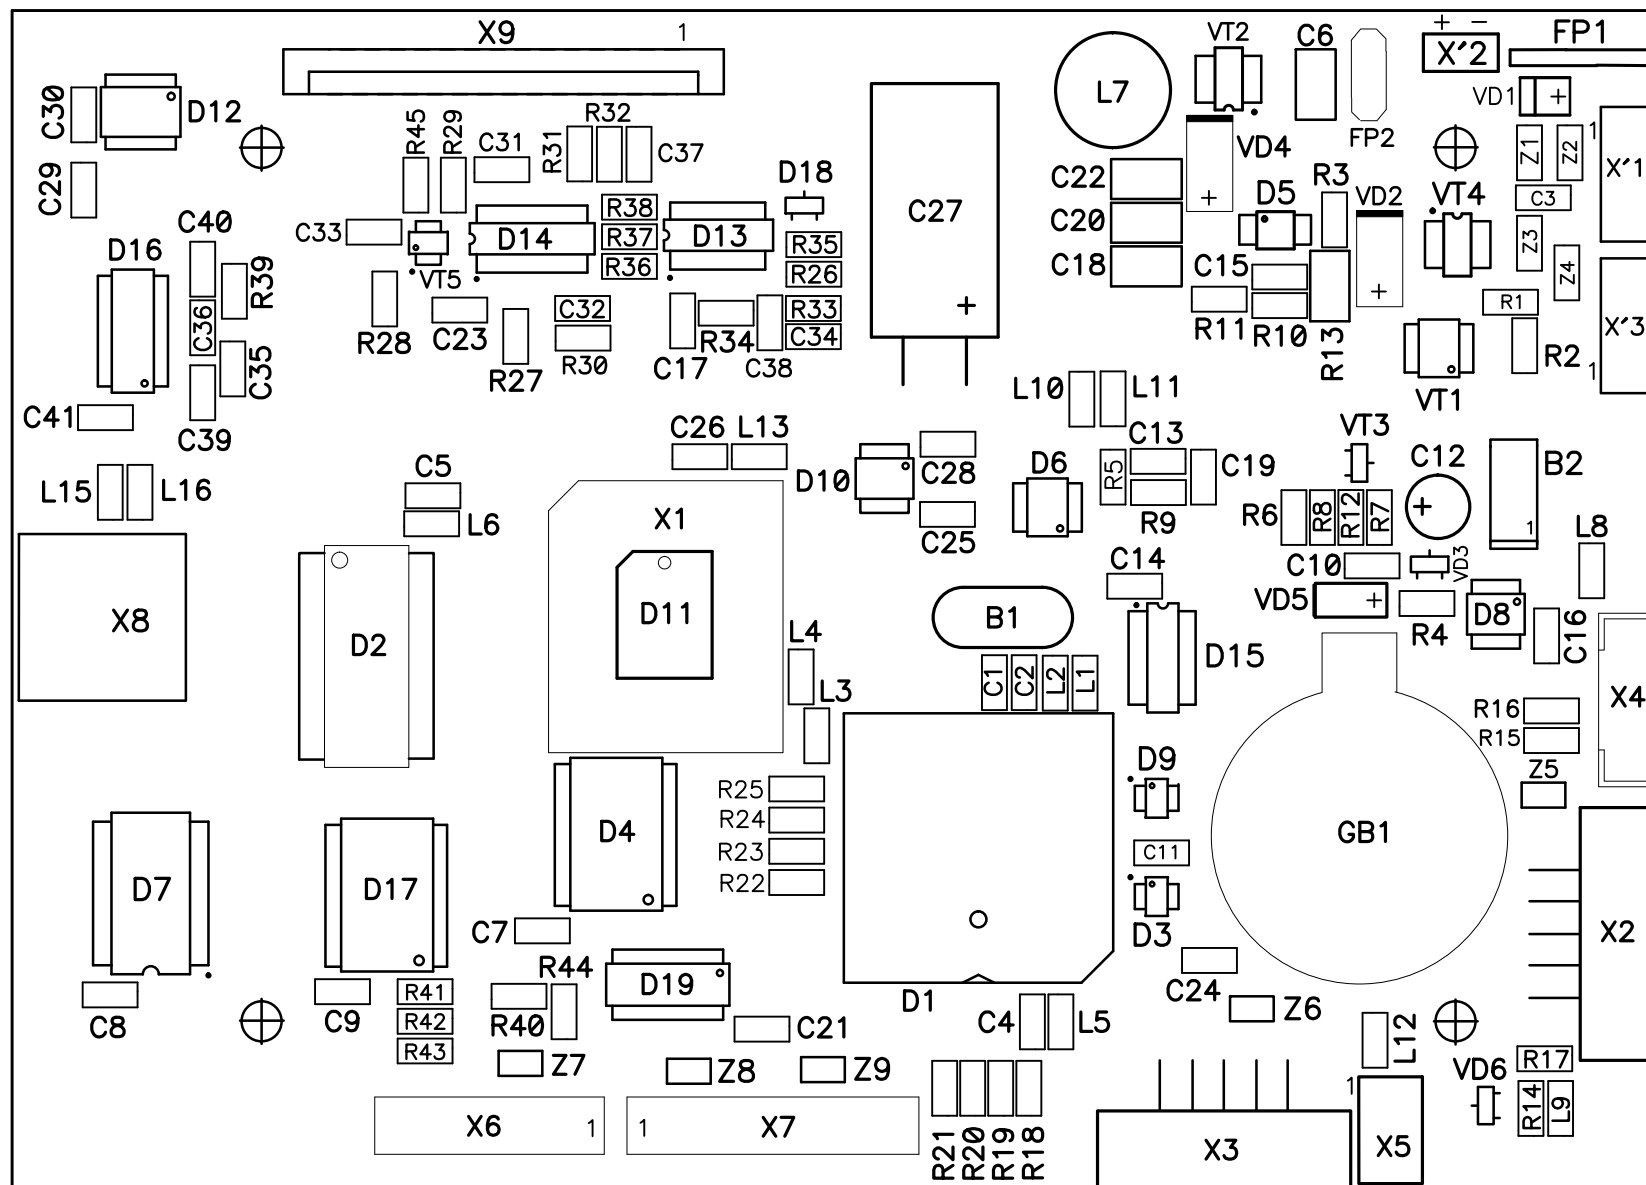 X9
1
VT2
C6
+ -
X'2
FP1
C30
D12
L7
VD1
+
R45
R29
C31
R31
R32
C37
FP2
VD4
+
1
Z1
Z2
X'1
C29
D18
C22
C27
+
R3
D5
VD2
+
VT4
C3
C40
C33
D14
R38
R37
R36
D13
R35
R26
C20
C18
Z3
Z4
D16
R39
VT5
C15
R1
C36
R28
C23
C32
R33
C34
R11
R10
R13
X'3
1
R27
R30
C17
R34
C38
R2
C35
VT1
C41
C39
L10
L11
C26
L13
VT3
C13
C12
+
B2
1
L15
L16
C5
L6
D10
C28
D6
R5
C19
R9
R6
R8
R12
R7
X1
C25
L8
C14
C10
VD3
X8
D2
D11
B1
VD5
+
R4
D8
C16
L4
D15
C1
C2
L2
L1
L3
X4
R16
R15
D9
Z5
R25
R24
R23
R22
D4
GB1
C11
D7
D17
D3
X2
C7
R44
D19
D1
C24
C8
C9
R41
R42
R43
R40
C21
C4
L5
Z6
L12
Z7
Z8
Z9
VD6
R17
R14
L9
X6
1
1
X7
R21
R20
R19
R18
X3
1
X5